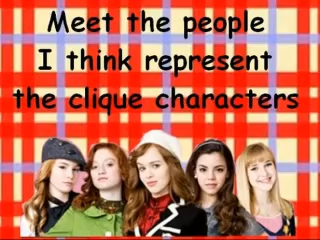 Meet the people
I think represent
the clique characters